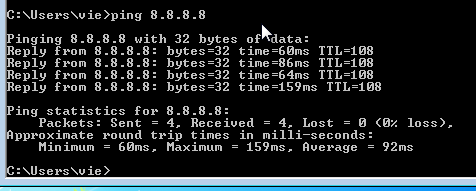 C:\Users\vie>ping 8.8.8.8
Pinging 8.8.8.8 with 32 bytes of data:
Reply from 8.8.8.8: bytes=32 time=60ms TTL=108
Reply from 8.8.8.8: bytes=32 time=86ms TTL=108
Reply from 8.8.8.8: bytes=32 time=64ms TTL=108
Reply from 8.8.8.8: bytes=32 time=159ms TTL=108
Ping statistics for 8.8.8.8:
    Packets: Sent = 4, Received = 4, Lost = 0 (0% loss),
Approximate round trip times in milli-seconds:
    Minimum = 60ms, Maximum = 159ms, Average = 92ms
C:\Users\vie>